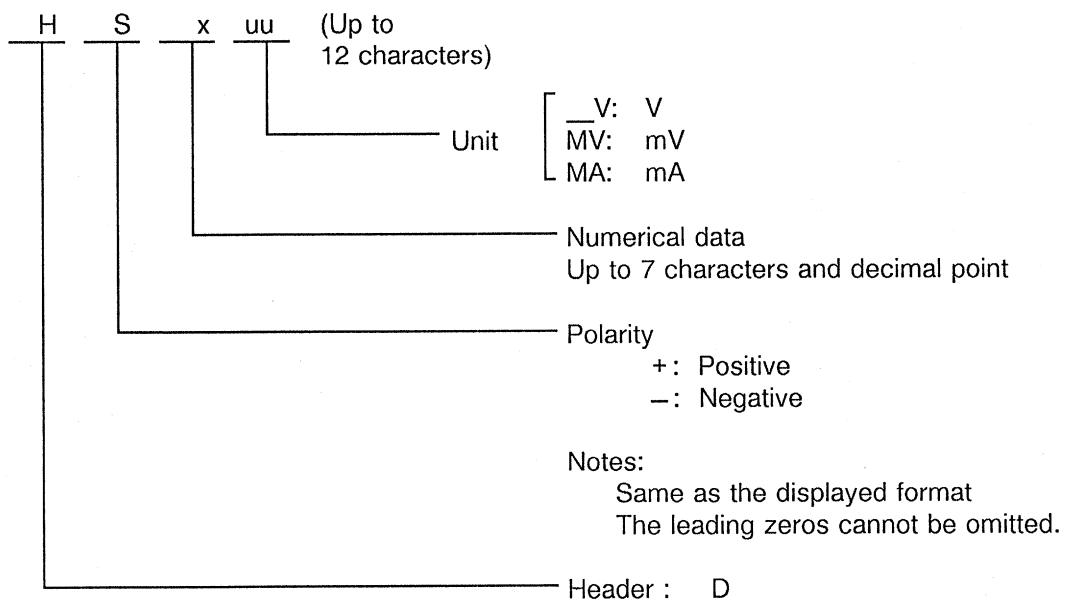 H S x uu (Up to
12 characters)
__V: V
Unit MV: mV
MA: mA
Numerical data
Up to 7 characters and decimal point
Polarity
+: Positive
–: Negative
Notes:
Same as the displayed format
The leading zeros cannot be omitted.
Header : D